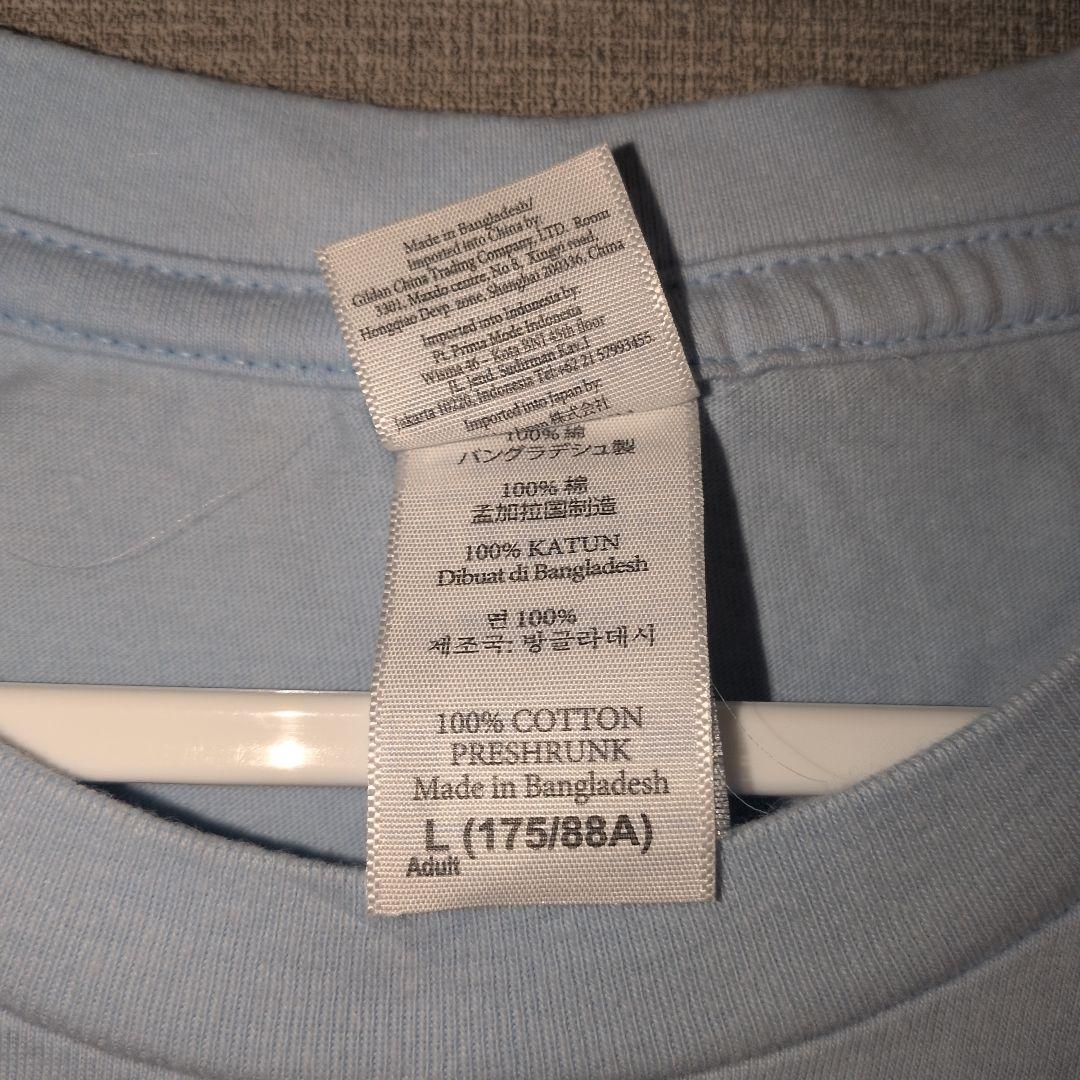 Made in Bangladesh/
Imported into China by:
Gildan China Trading Company, LTD. Room
3301, Maxdo centre No 8, Xingyi road,
Hongqiao Devp. zone, Shanghai 200336, China
Imported into Indonesia by:
Pt. Prima Mode Indonesia
Wisma 46 - Kota BNI 45th floor
JL. Jend. Sudirman Kav.1
Jakarta 10220, Indonesia Tel:+62 21 57993455
Imported into Japan by:
株式会社
100% 綿
バングラデシュ製
100% 棉
孟加拉国制造
100% KATUN
Dibuat di Bangladesh
면 100%
제조국: 방글라데시
100% COTTON
PRESHRUNK
Made in Bangladesh
L (175/88A)
Adult